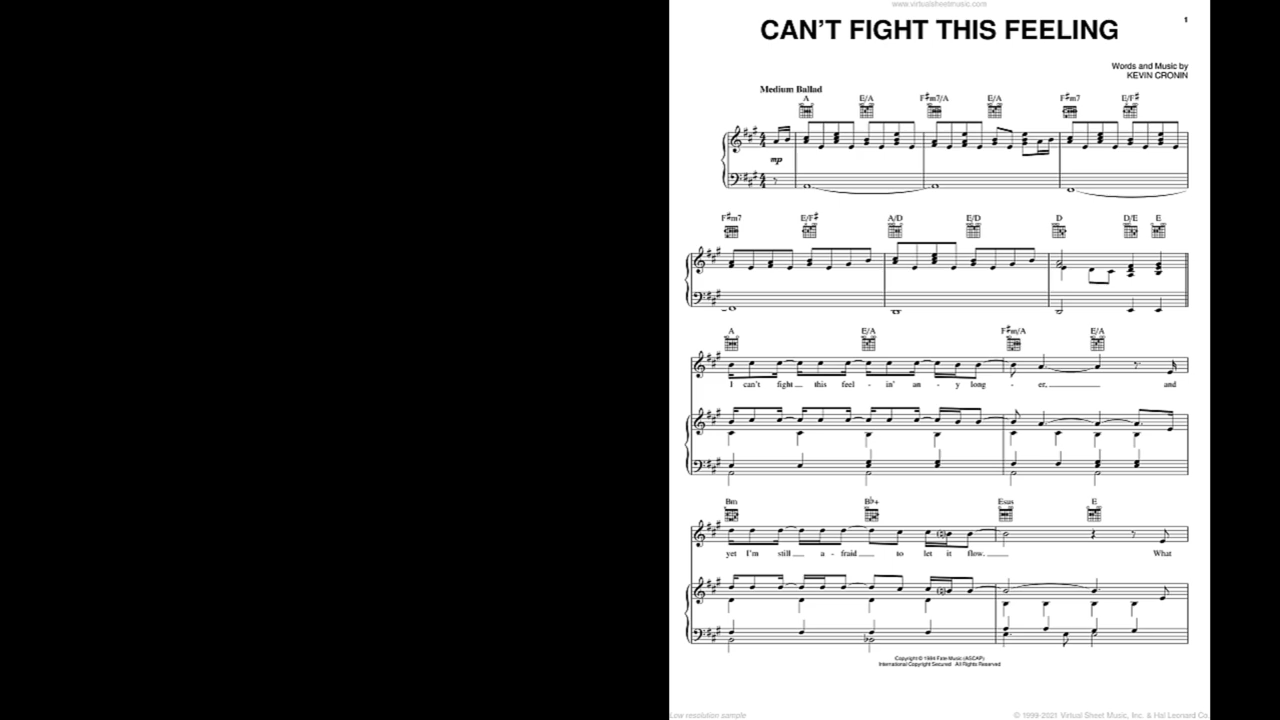 www.virtualsheetmusic.com
CAN'T FIGHT THIS FEELING
1
Words and Music by
KEVIN CRONIN
Medium Ballad
A E/A F#m7/A E/A F#m7 E/F#
mp
F#m7 E/F# A/D E/D D D/E E
A E/A F#m/A E/A
I can't fight this feel - in' an - y long - er, and
Bm B♭+ Esus E
yet I'm still a - fraid to let it flow. What
Copyright © 1984 Fate Music (ASCAP)
International Copyright Secured All Rights Reserved
Low resolution sample
© 1999-2021 Virtual Sheet Music, Inc. & Hal Leonard Co